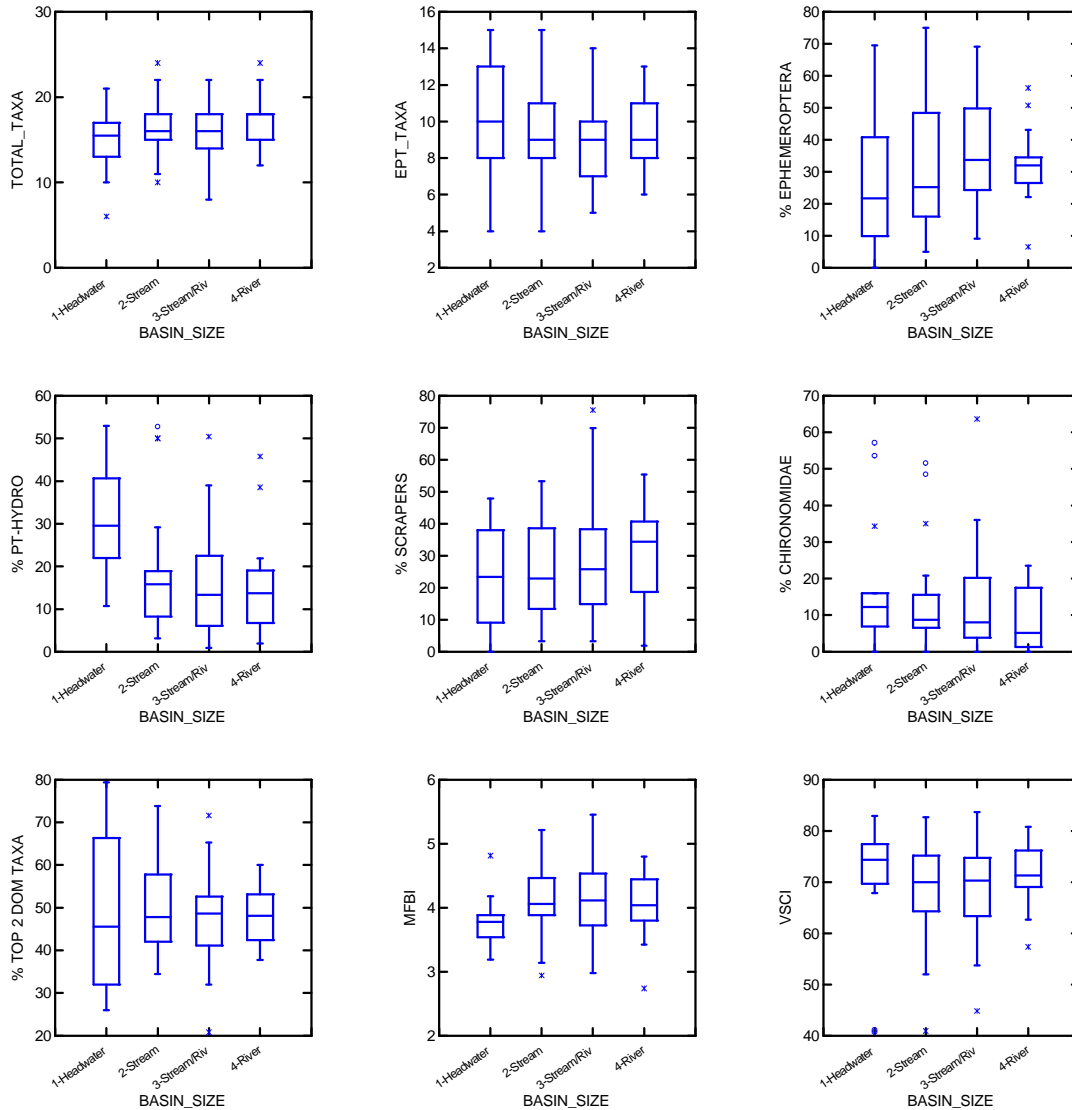 TOTAL_TAXA
30
20
10
0
1-Headwater
2-Stream
3-Stream/Riv
4-River
BASIN_SIZE
EPT_TAXA
16
14
12
10
8
6
4
2
1-Headwater
2-Stream
3-Stream/Riv
4-River
BASIN_SIZE
% EPHEMEROPTERA
80
70
60
50
40
30
20
10
0
1-Headwater
2-Stream
3-Stream/Riv
4-River
BASIN_SIZE
% PT-HYDRO
60
50
40
30
20
10
0
1-Headwater
2-Stream
3-Stream/Riv
4-River
BASIN_SIZE
% SCRAPERS
80
70
60
50
40
30
20
10
0
1-Headwater
2-Stream
3-Stream/Riv
4-River
BASIN_SIZE
% CHIRONOMIDAE
70
60
50
40
30
20
10
0
1-Headwater
2-Stream
3-Stream/Riv
4-River
BASIN_SIZE
% TOP 2 DOM TAXA
80
70
60
50
40
30
20
1-Headwater
2-Stream
3-Stream/Riv
4-River
BASIN_SIZE
MFBI
6
5
4
3
2
1-Headwater
2-Stream
3-Stream/Riv
4-River
BASIN_SIZE
VSCI
90
80
70
60
50
40
1-Headwater
2-Stream
3-Stream/Riv
4-River
BASIN_SIZE